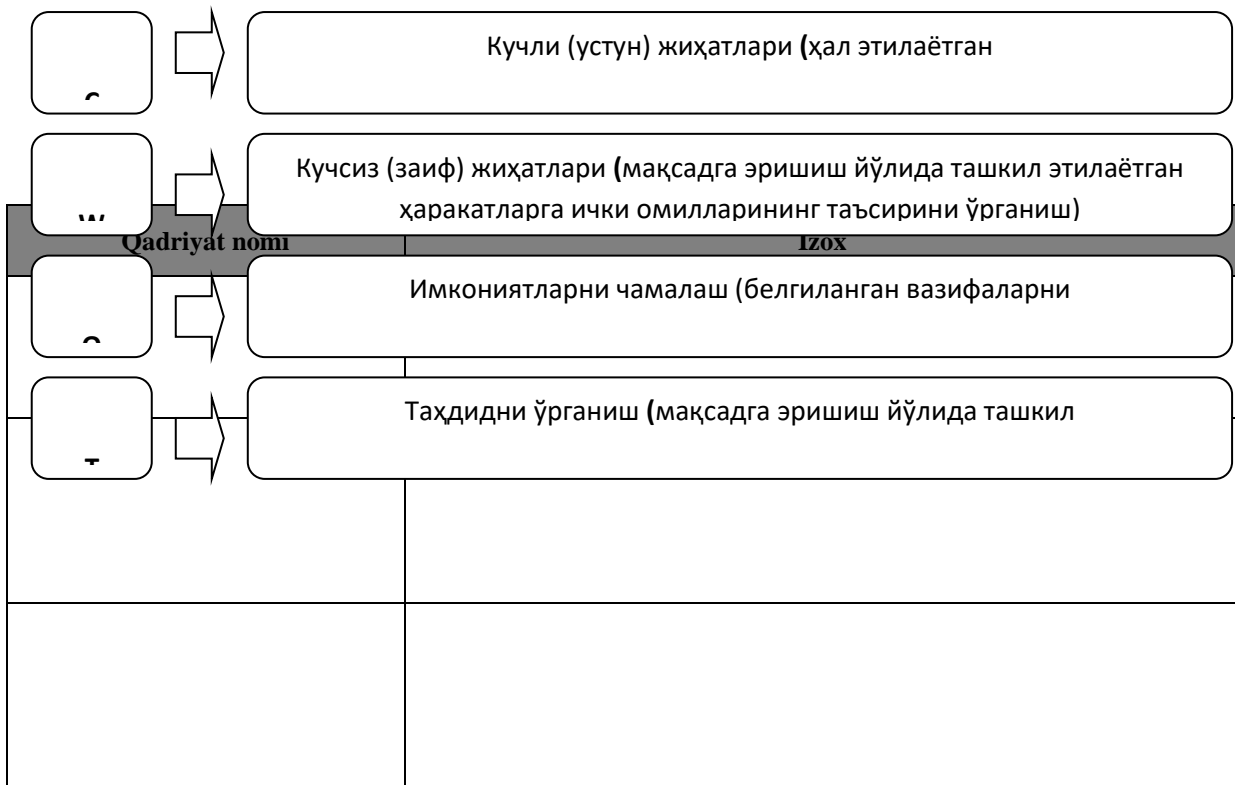 Кучли (устун) жиҳатлари (ҳал этилаётган
Кучсиз (заиф) жиҳатлари (мақсадга эришиш йўлида ташкил этилаётган
ҳаракатларга ички омилларининг таъсирини ўрганиш)
W
Qadriyat nomi Izox
Имкониятларни чамалаш (белгиланган вазифаларни
Таҳдидни ўрганиш (мақсадга эришиш йўлида ташкил
T